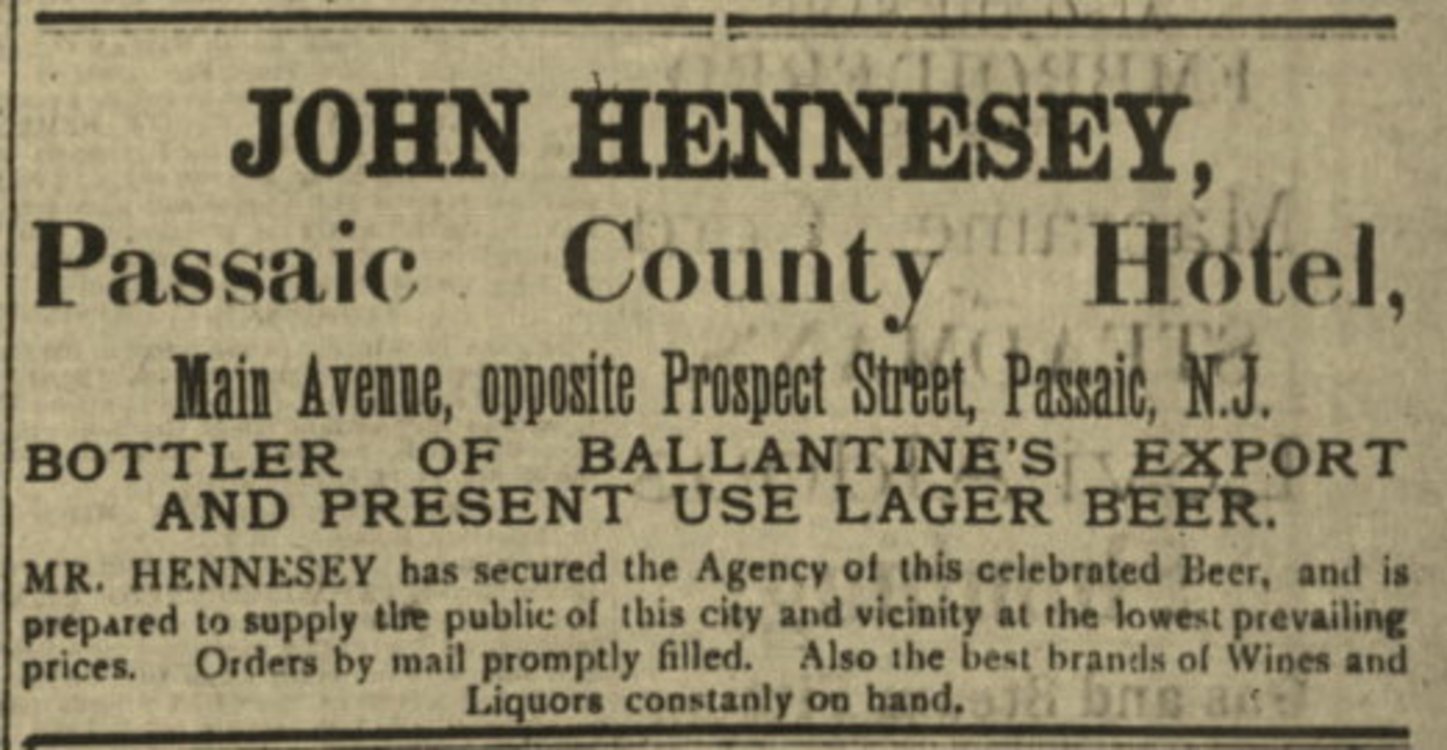 JOHN HENNESEY,
Passaic County Hotel,
Main Avenue, opposite Prospect Street, Passaic, N.J.
BOTTLER OF BALLANTINE'S EXPORT
AND PRESENT USE LAGER BEER.
MR. HENNESEY has secured the Agency of this celebrated Beer, and is
prepared to supply the public of this city and vicinity at the lowest prevailing
prices. Orders by mail promptly filled. Also the best brands of Wines and
Liquors constanly on hand.